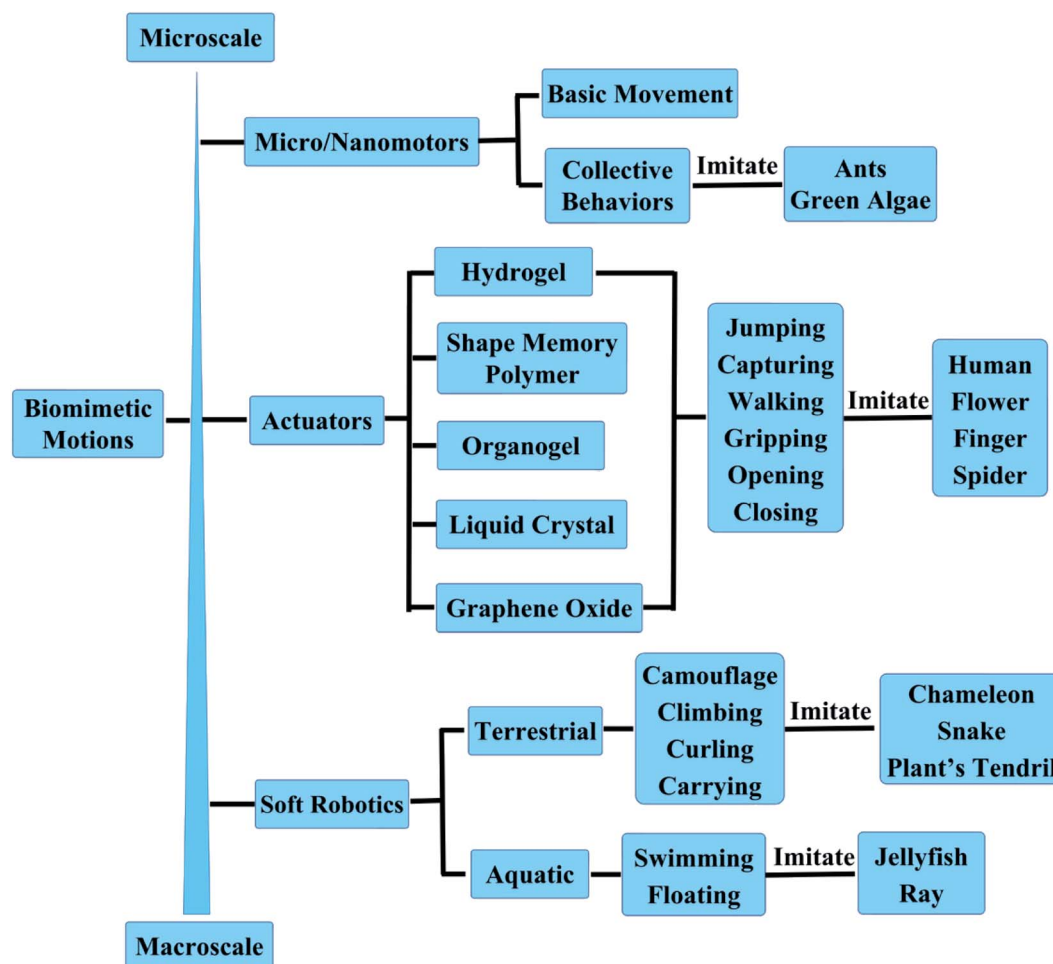 Microscale
Basic Movement
Micro/Nanomotors
Collective
Behaviors
Imitate
Ants
Green Algae
Biomimetic
Motions
Actuators
Hydrogel
Shape Memory
Polymer
Organogel
Liquid Crystal
Graphene Oxide
Jumping
Capturing
Walking
Gripping
Opening
Closing
Imitate
Human
Flower
Finger
Spider
Soft Robotics
Terrestrial
Camouflage
Climbing
Curling
Carrying
Imitate
Chameleon
Snake
Plant's Tendril
Aquatic
Swimming
Floating
Imitate
Jellyfish
Ray
Macroscale